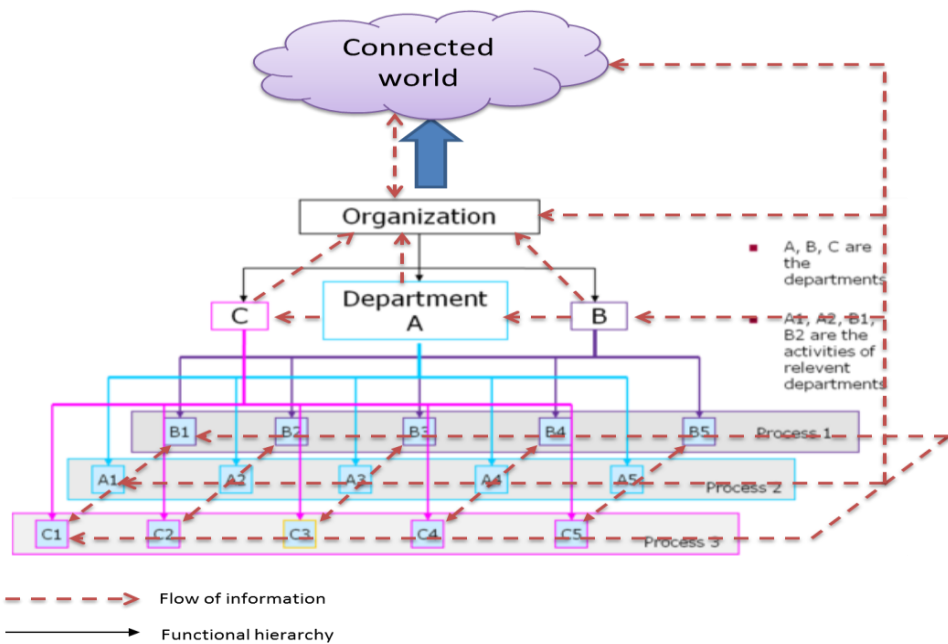 Connected
world
Organization
A, B, C are
the
departments
C
Department
A
B
A1, A2, B1,
B2 are the
activities of
relevent
departments
B1 B2 B3 B4 B5
Process 1
A1 A2 A3 A4 A5
Process 2
C1 C2 C3 C4 C5
Process 3
Flow of information
Functional hierarchy